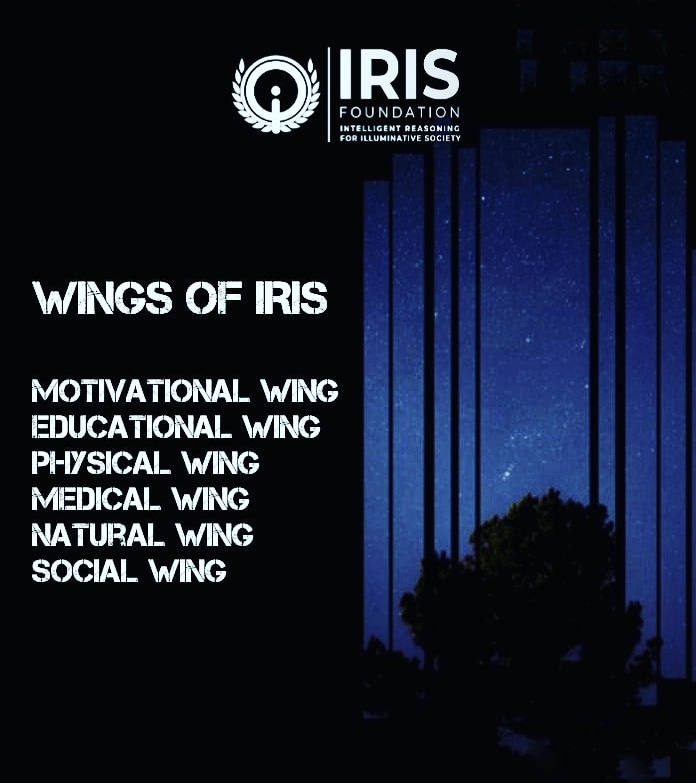 IRIS
FOUNDATION
INTELLIGENT REASONING
FOR ILLUMINATIVE SOCIETY
WINGS OF IRIS
MOTIVATIONAL WING
EDUCATIONAL WING
PHYSICAL WING
MEDICAL WING
NATURAL WING
SOCIAL WING